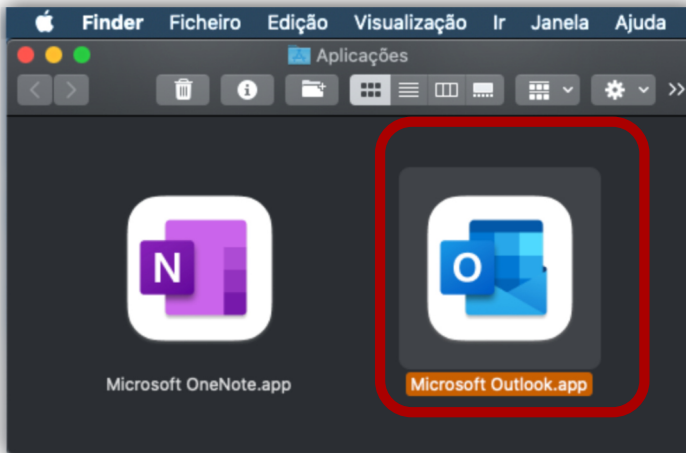 Finder Ficheiro Edição Visualização Ir Janela Ajuda
Aplicações
N
O
Microsoft OneNote.app
Microsoft Outlook.app